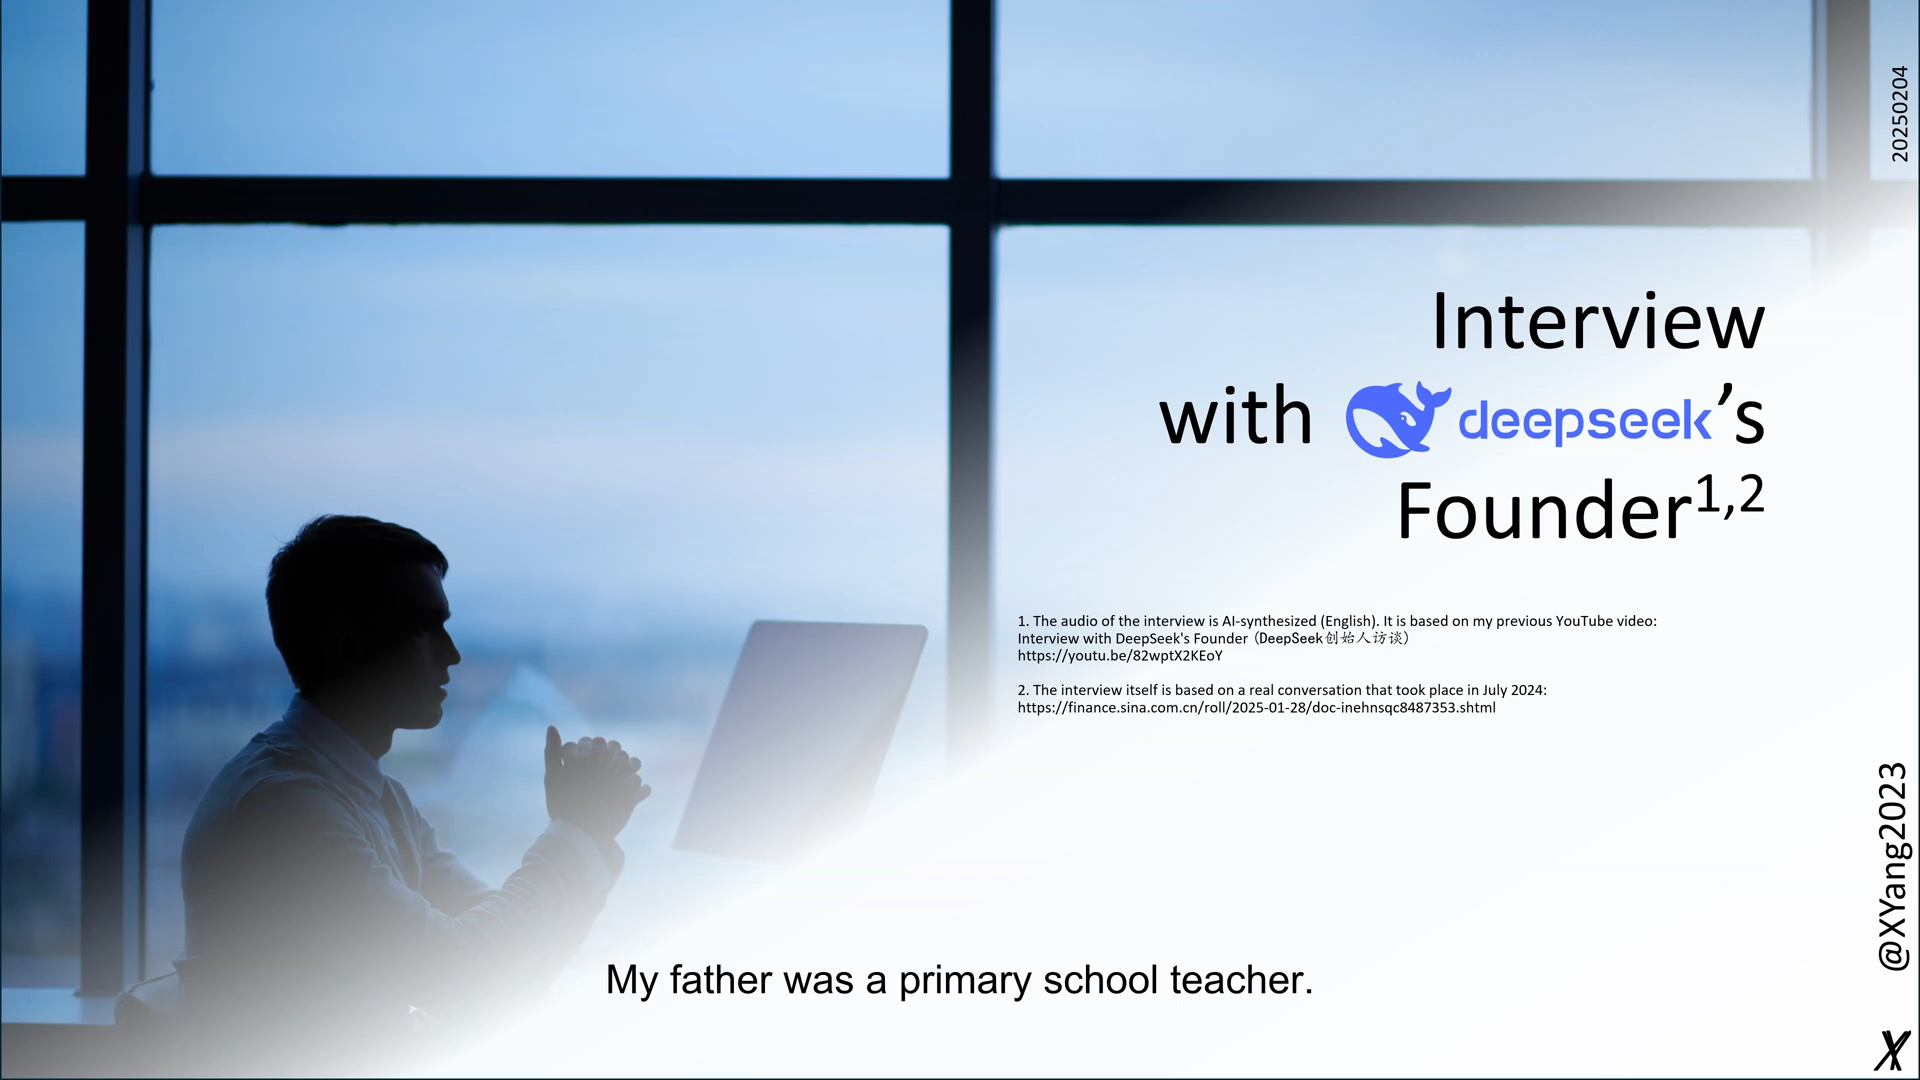 20250204
Interview
with deepseek’s
Founder1,2
1. The audio of the interview is AI-synthesized (English). It is based on my previous YouTube video:
Interview with DeepSeek's Founder (DeepSeek创始人访谈)
https://youtu.be/82wptX2KEoY
2. The interview itself is based on a real conversation that took place in July 2024:
https://finance.sina.com.cn/roll/2025-01-28/doc-inehnsqc8487353.shtml
@XYang2023
My father was a primary school teacher.
X